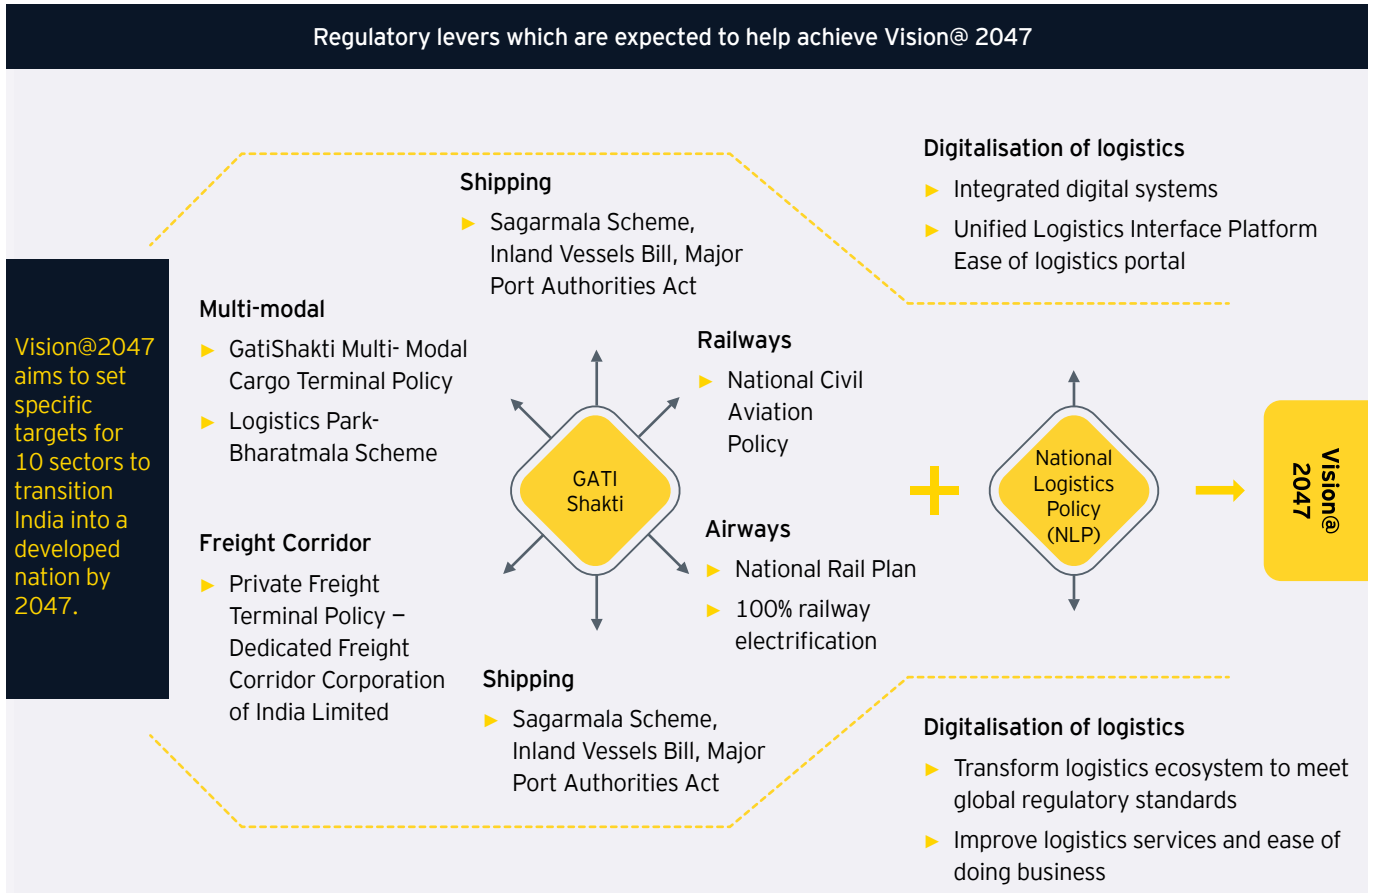 Regulatory levers which are expected to help achieve Vision@ 2047
Vision@2047
aims to set
specific
targets for
10 sectors to
transition
India into a
developed
nation by
2047.
Shipping
► Sagarmala Scheme,
Inland Vessels Bill, Major
Port Authorities Act
Multi-modal
► GatiShakti Multi- Modal
Cargo Terminal Policy
► Logistics Park-
Bharatmala Scheme
Freight Corridor
► Private Freight
Terminal Policy –
Dedicated Freight
Corridor Corporation
of India Limited
GATI
Shakti
Railways
► National Civil
Aviation
Policy
Airways
► National Rail Plan
► 100% railway
electrification
Shipping
► Sagarmala Scheme,
Inland Vessels Bill, Major
Port Authorities Act
Digitalisation of logistics
► Integrated digital systems
► Unified Logistics Interface Platform
Ease of logistics portal
+
National
Logistics
Policy
(NLP)
Vision@
2047
Digitalisation of logistics
► Transform logistics ecosystem to meet
global regulatory standards
► Improve logistics services and ease of
doing business